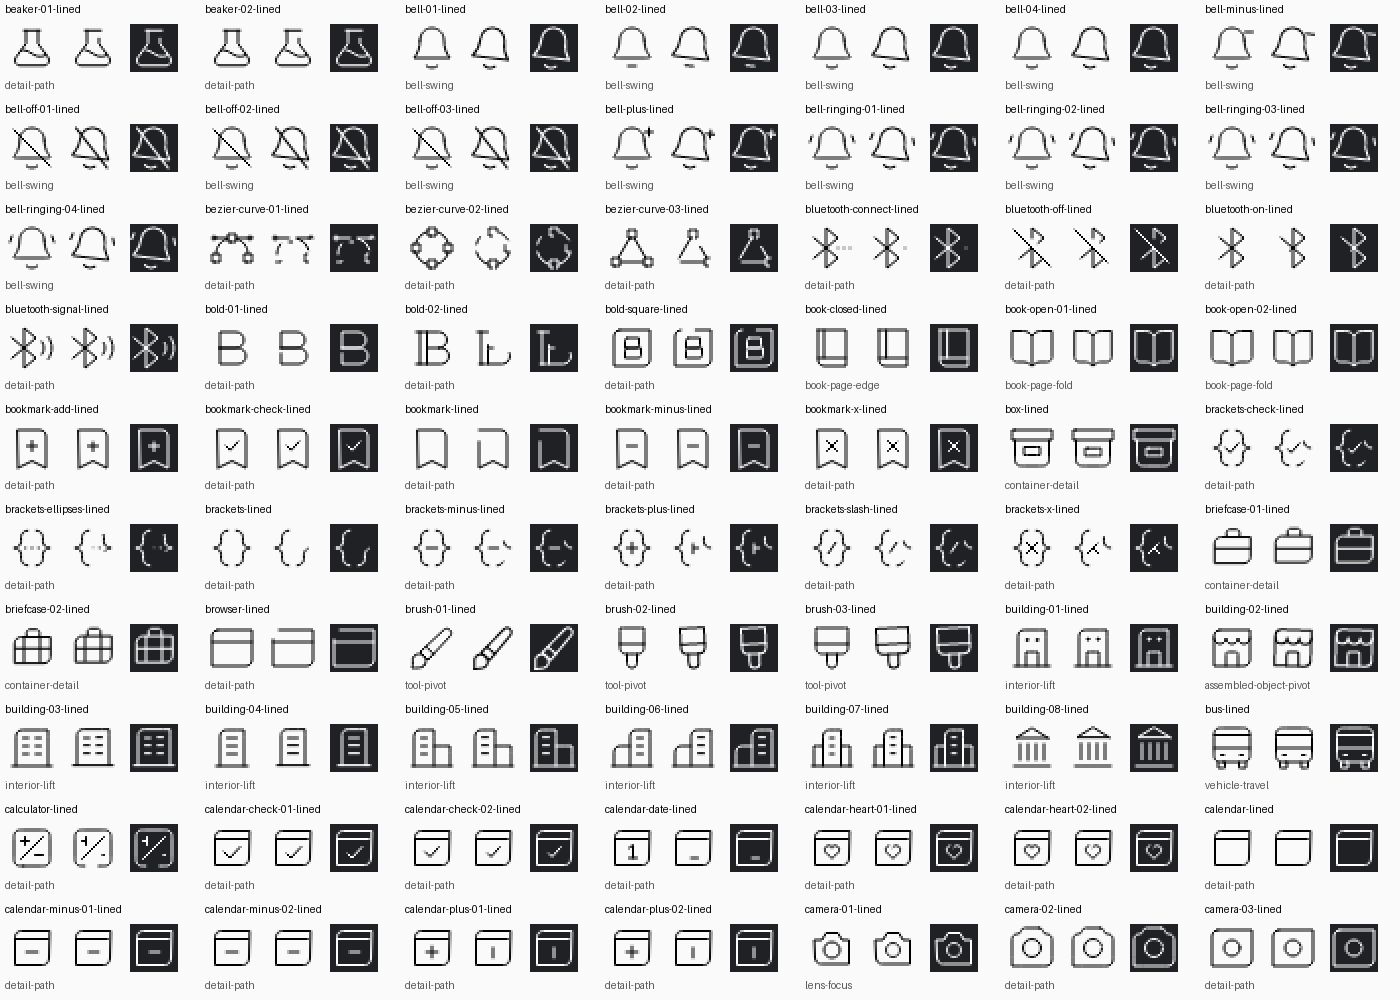 beaker-01-lined beaker-02-lined bell-01-lined bell-02-lined bell-03-lined bell-04-lined bell-minus-lined
detail-path detail-path bell-swing bell-swing bell-swing bell-swing bell-swing
bell-off-01-lined bell-off-02-lined bell-off-03-lined bell-plus-lined bell-ringing-01-lined bell-ringing-02-lined bell-ringing-03-lined
bell-swing bell-swing bell-swing bell-swing bell-swing bell-swing bell-swing
bell-ringing-04-lined bezier-curve-01-lined bezier-curve-02-lined bezier-curve-03-lined bluetooth-connect-lined bluetooth-off-lined bluetooth-on-lined
bell-swing detail-path detail-path detail-path detail-path detail-path detail-path
bluetooth-signal-lined bold-01-lined bold-02-lined bold-square-lined book-closed-lined book-open-01-lined book-open-02-lined
detail-path detail-path detail-path detail-path book-page-edge book-page-fold book-page-fold
bookmark-add-lined bookmark-check-lined bookmark-lined bookmark-minus-lined bookmark-x-lined box-lined brackets-check-lined
detail-path detail-path detail-path detail-path detail-path container-detail detail-path
brackets-ellipses-lined brackets-lined brackets-minus-lined brackets-plus-lined brackets-slash-lined brackets-x-lined briefcase-01-lined
detail-path detail-path detail-path detail-path detail-path detail-path container-detail
briefcase-02-lined browser-lined brush-01-lined brush-02-lined brush-03-lined building-01-lined building-02-lined
container-detail detail-path tool-pivot tool-pivot tool-pivot interior-lift assembled-object-pivot
building-03-lined building-04-lined building-05-lined building-06-lined building-07-lined building-08-lined bus-lined
interior-lift interior-lift interior-lift interior-lift interior-lift interior-lift vehicle-travel
calculator-lined calendar-check-01-lined calendar-check-02-lined calendar-date-lined calendar-heart-01-lined calendar-heart-02-lined calendar-lined
1
detail-path detail-path detail-path detail-path detail-path detail-path detail-path
calendar-minus-01-lined calendar-minus-02-lined calendar-plus-01-lined calendar-plus-02-lined camera-01-lined camera-02-lined camera-03-lined
detail-path detail-path detail-path detail-path lens-focus detail-path detail-path